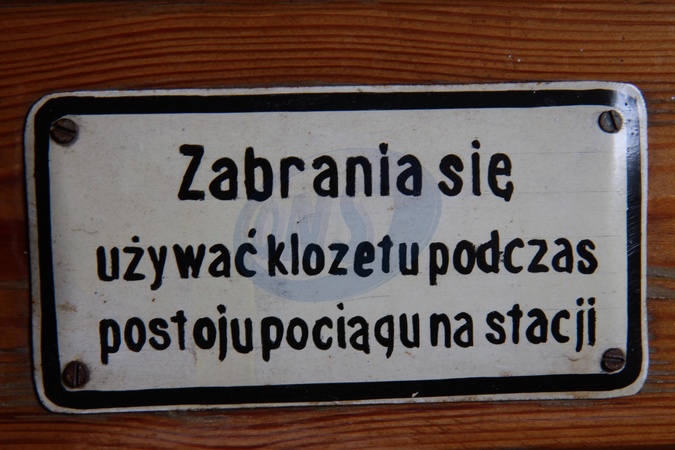 Zabrania się
używać klozetu podczas
postoju pociągu na stacji